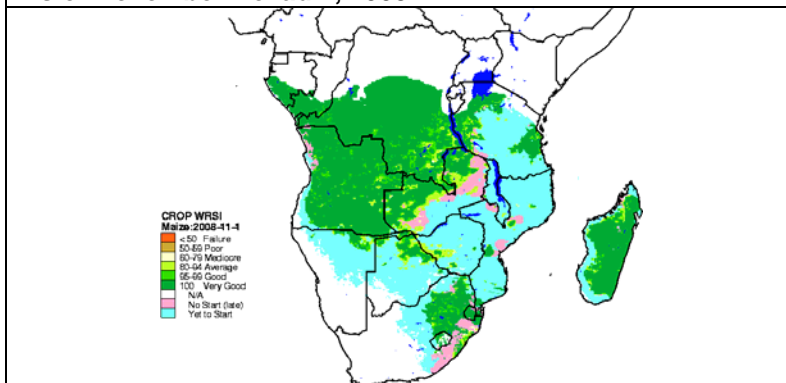 CROP WRSI
Maize:2008-11-1
<50 Failure
50-59 Poor
60-79 Mediocre
80-94 Average
95-99 Good
100 Very Good
N/A
No Start (late)
Yet to Start